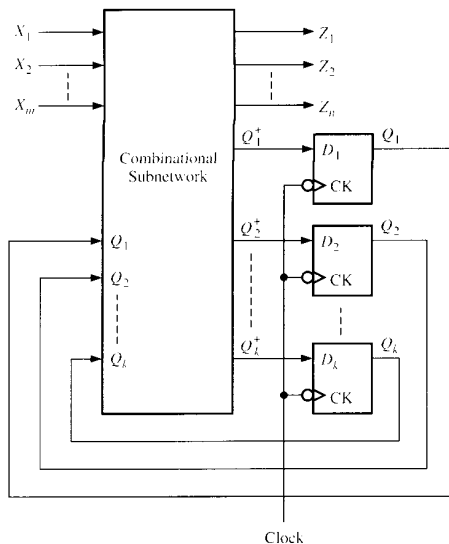 X₁ Z₁
X₂ Z₂
Xₘ Zₙ
Q₁⁺ D₁ Q₁
Combinational
Subnetwork
CK
Q₁ Q₂⁺ D₂ Q₂
Q₂ CK
Qₖ Qₖ⁺ Dₖ Qₖ
CK
Clock